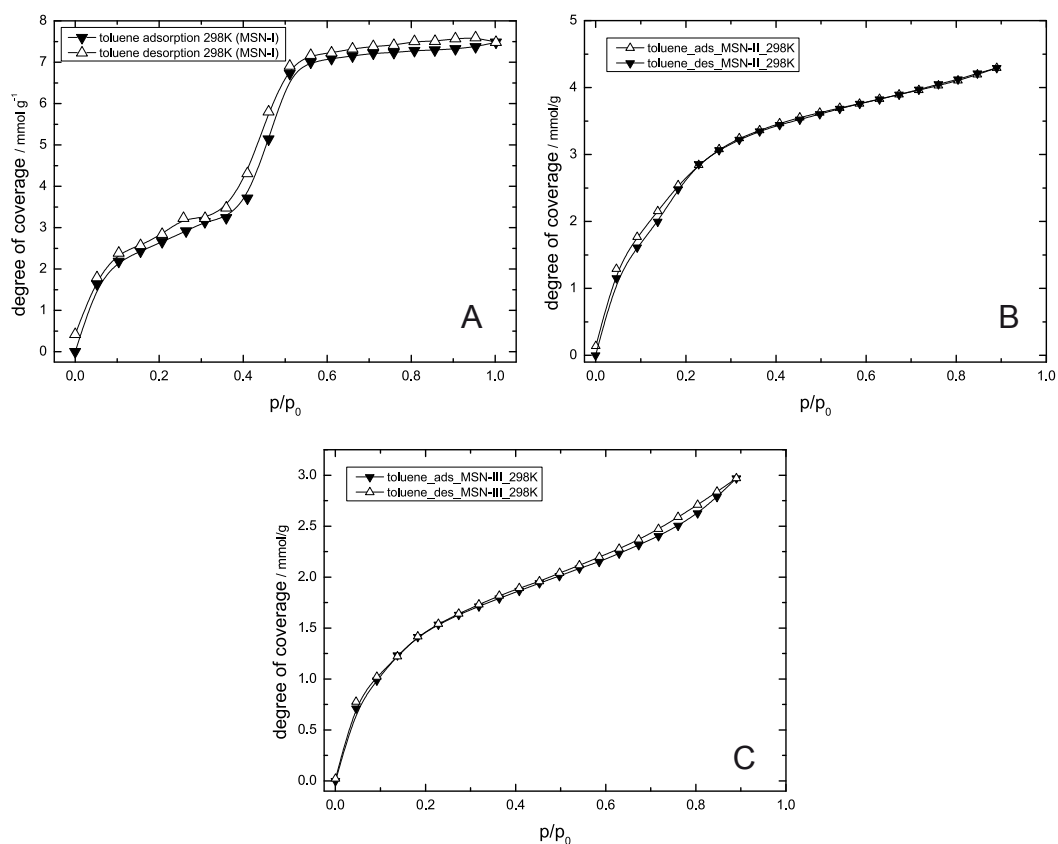 toluene adsorption 298K (MSN-I)
toluene desorption 298K (MSN-I)
8
7
6
5
4
3
2
1
0
degree of coverage / mmol g⁻¹
A
0.0 0.2 0.4 0.6 0.8 1.0
p/p₀
toluene_ads_MSN-II_298K
toluene_des_MSN-II_298K
5
4
3
2
1
0
degree of coverage / mmol/g
B
0.0 0.2 0.4 0.6 0.8 1.0
p/p₀
toluene_ads_MSN-III_298K
toluene_des_MSN-III_298K
3.0
2.5
2.0
1.5
1.0
0.5
0.0
degree of coverage / mmol/g
C
0.0 0.2 0.4 0.6 0.8 1.0
p/p₀